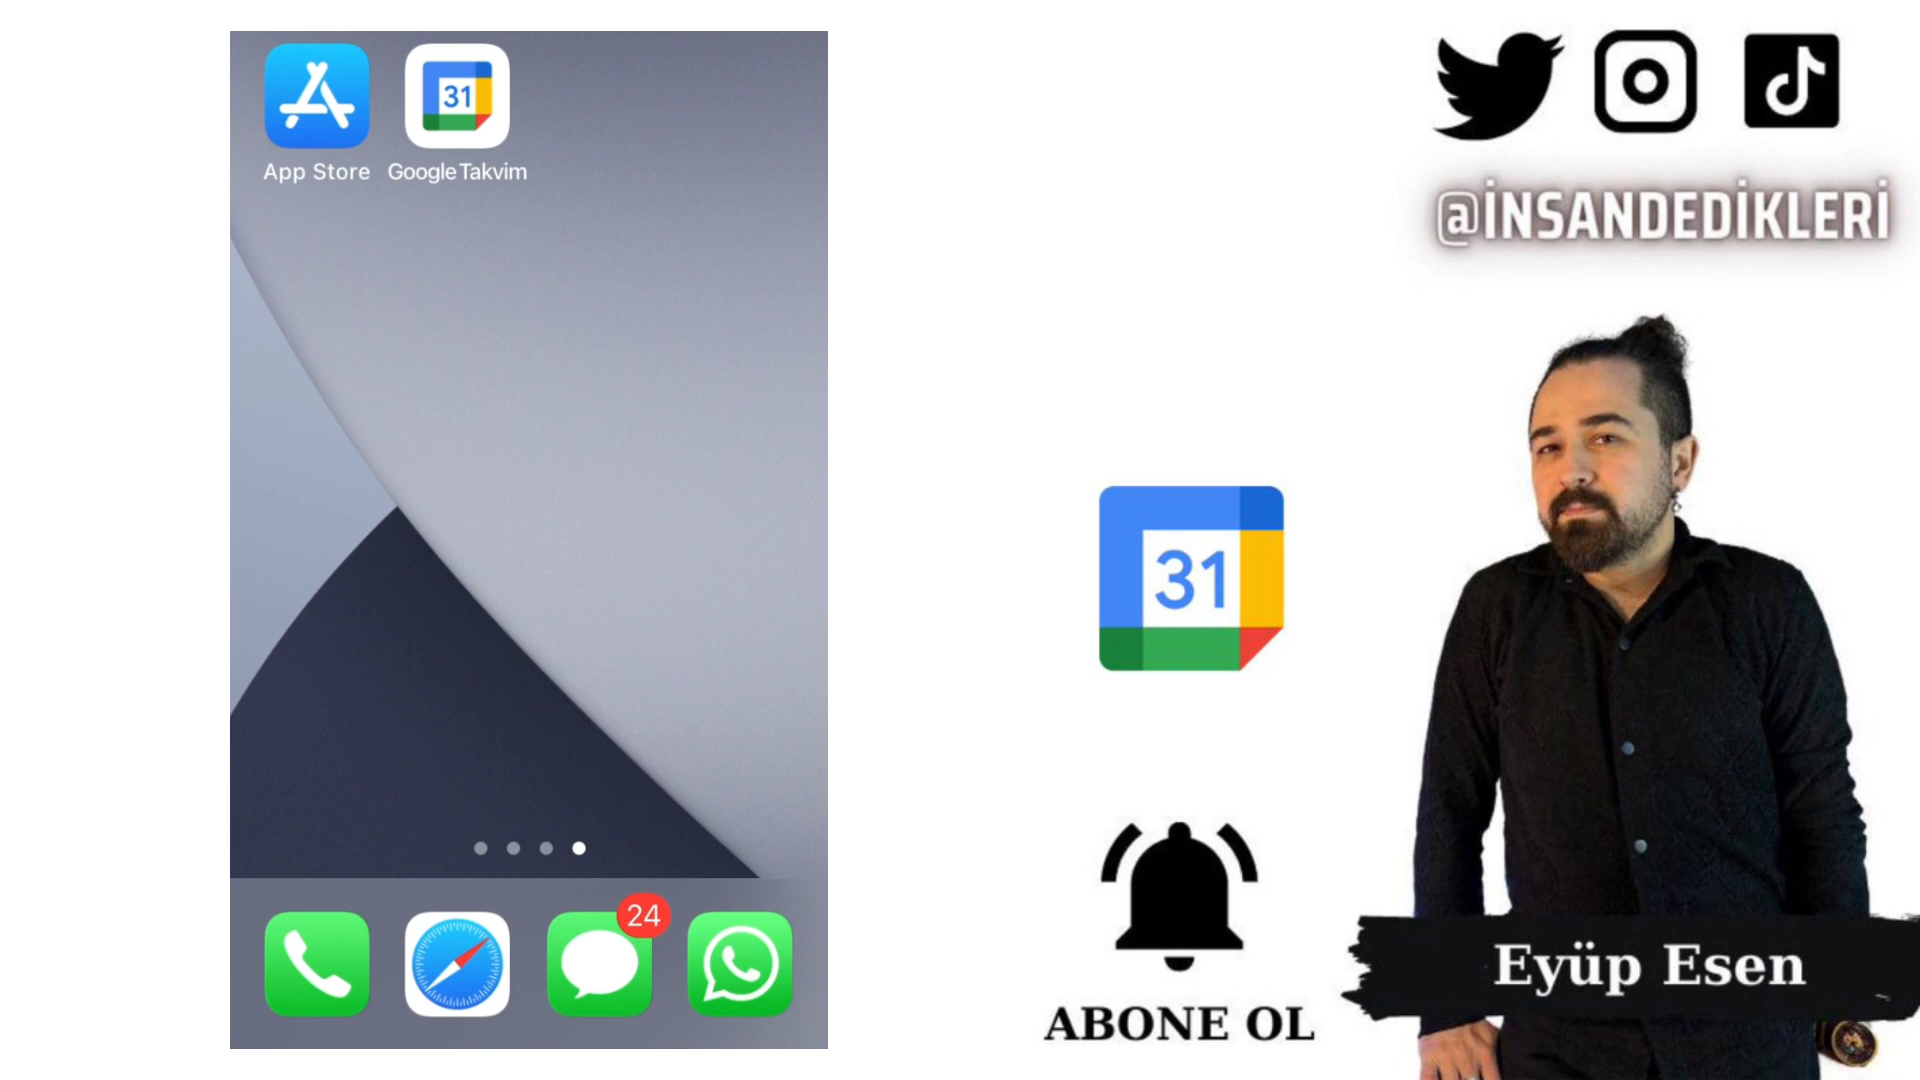 31
App Store
Google Takvim
24
@İNSANDEDİKLERİ
31
ABONE OL
Eyüp Esen